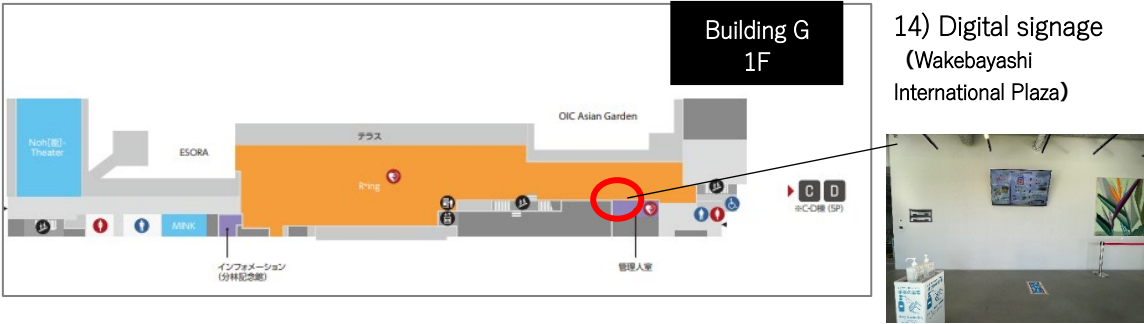 Building G
1F
14) Digital signage
（Wakebayashi
International Plaza）
OIC Asian Garden
テラス
Noh[能]-
Theater
ESORA
R*ing
C D
※C-D棟 (5P)
MINK
インフォメーション
(分林記念館)
管理人室